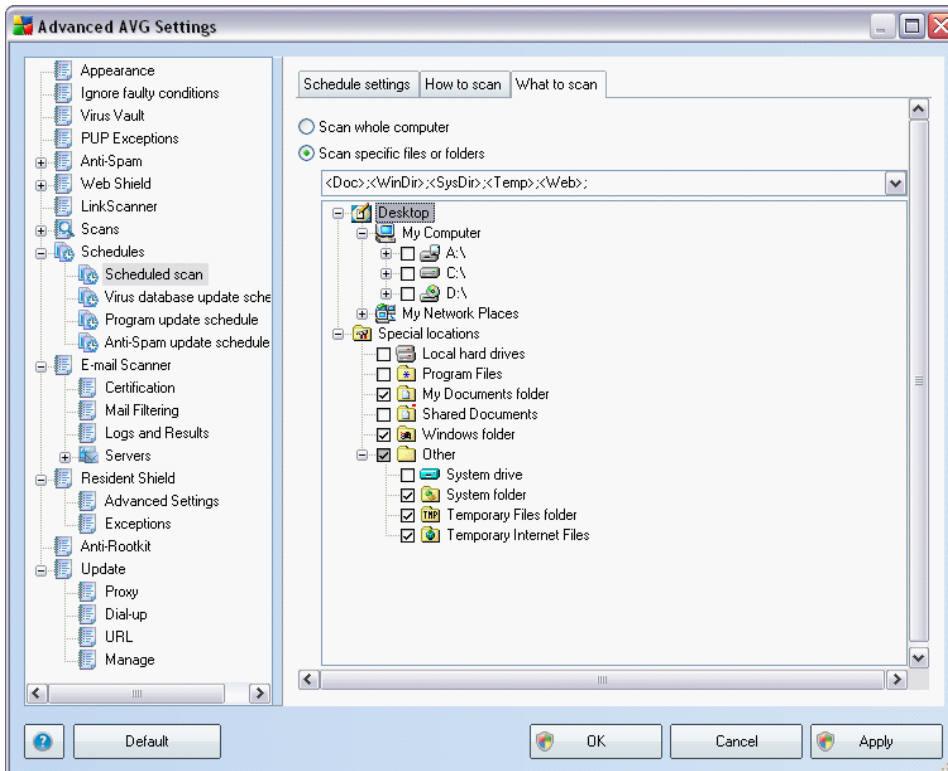 Advanced AVG Settings
Appearance
Ignore faulty conditions
Virus Vault
PUP Exceptions
Anti-Spam
Web Shield
LinkScanner
Scans
Schedules
Scheduled scan
Virus database update sche
Program update schedule
Anti-Spam update schedule
E-mail Scanner
Certification
Mail Filtering
Logs and Results
Servers
Resident Shield
Advanced Settings
Exceptions
Anti-Rootkit
Update
Proxy
Dial-up
URL
Manage
Schedule settings
How to scan
What to scan
Scan whole computer
Scan specific files or folders
<Doc>;<WinDir>;<SysDir>;<Temp>;<Web>;
Desktop
My Computer
A:\
C:\
D:\
My Network Places
Special locations
Local hard drives
Program Files
My Documents folder
Shared Documents
Windows folder
Other
System drive
System folder
TMP Temporary Files folder
Temporary Internet Files
? Default OK Cancel Apply